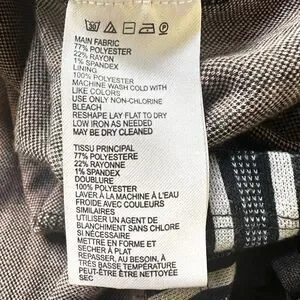 MAIN FABRIC
77% POLYESTER
22% RAYON
1% SPANDEX
LINING
100% POLYESTER
MACHINE WASH COLD WITH
LIKE COLORS
USE ONLY NON-CHLORINE
BLEACH
RESHAPE LAY FLAT TO DRY
LOW IRON AS NEEDED
MAY BE DRY CLEANED
TISSU PRINCIPAL
77% POLYESTERE
22% RAYONNE
1% SPANDEX
DOUBLURE
100% POLYESTER
LAVER À LA MACHINE À L'EAU
FROIDE AVEC COULEURS
SIMILAIRES
UTILISER UN AGENT DE
BLANCHIMENT SANS CHLORE
SI NÉCESSAIRE
METTRE EN FORME ET
SECHER À PLAT
REPASSER, AU BESOIN, À
TRÈS BASSE TEMPÉRATURE
PEUT-ÊTRE ÊTRE NETTOYÉE
SEC